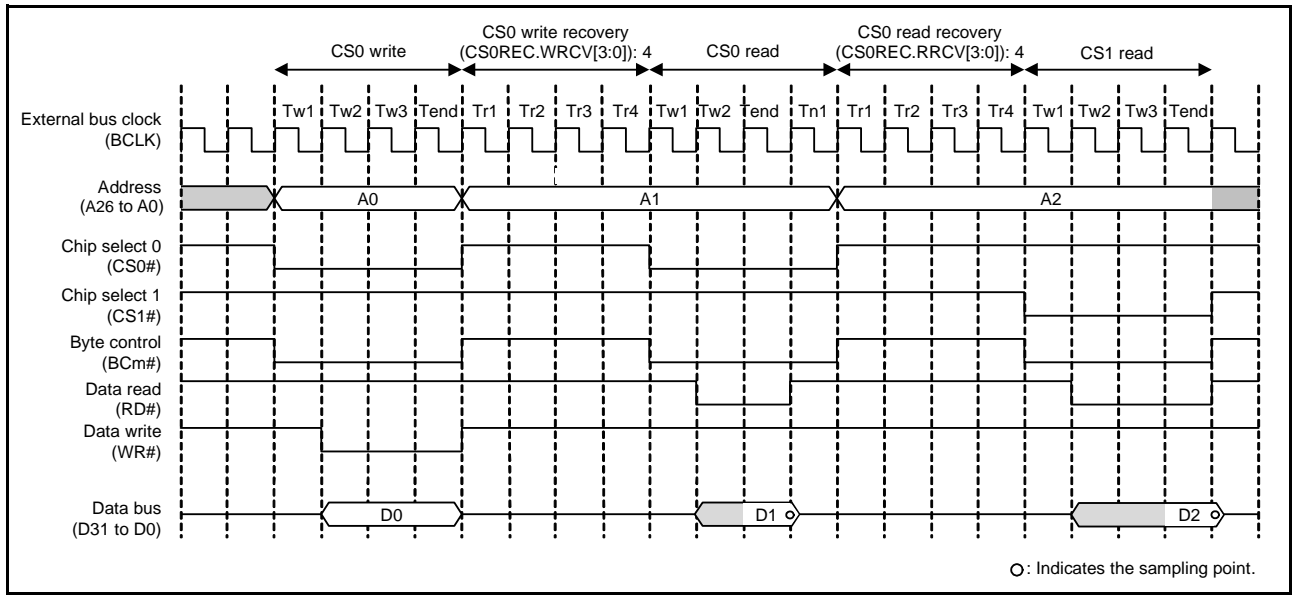 CS0 write
CS0 write recovery
(CS0REC.WRCV[3:0]): 4
CS0 read
CS0 read recovery
(CS0REC.RRCV[3:0]): 4
CS1 read
External bus clock
(BCLK)
Tw1 Tw2 Tw3 Tend Tr1 Tr2 Tr3 Tr4 Tw1 Tw2 Tend Tn1 Tr1 Tr2 Tr3 Tr4 Tw1 Tw2 Tw3 Tend
Address
(A26 to A0)
A0 A1 A2
Chip select 0
(CS0#)
Chip select 1
(CS1#)
Byte control
(BCm#)
Data read
(RD#)
Data write
(WR#)
Data bus
(D31 to D0)
D0 D1 D2
: Indicates the sampling point.